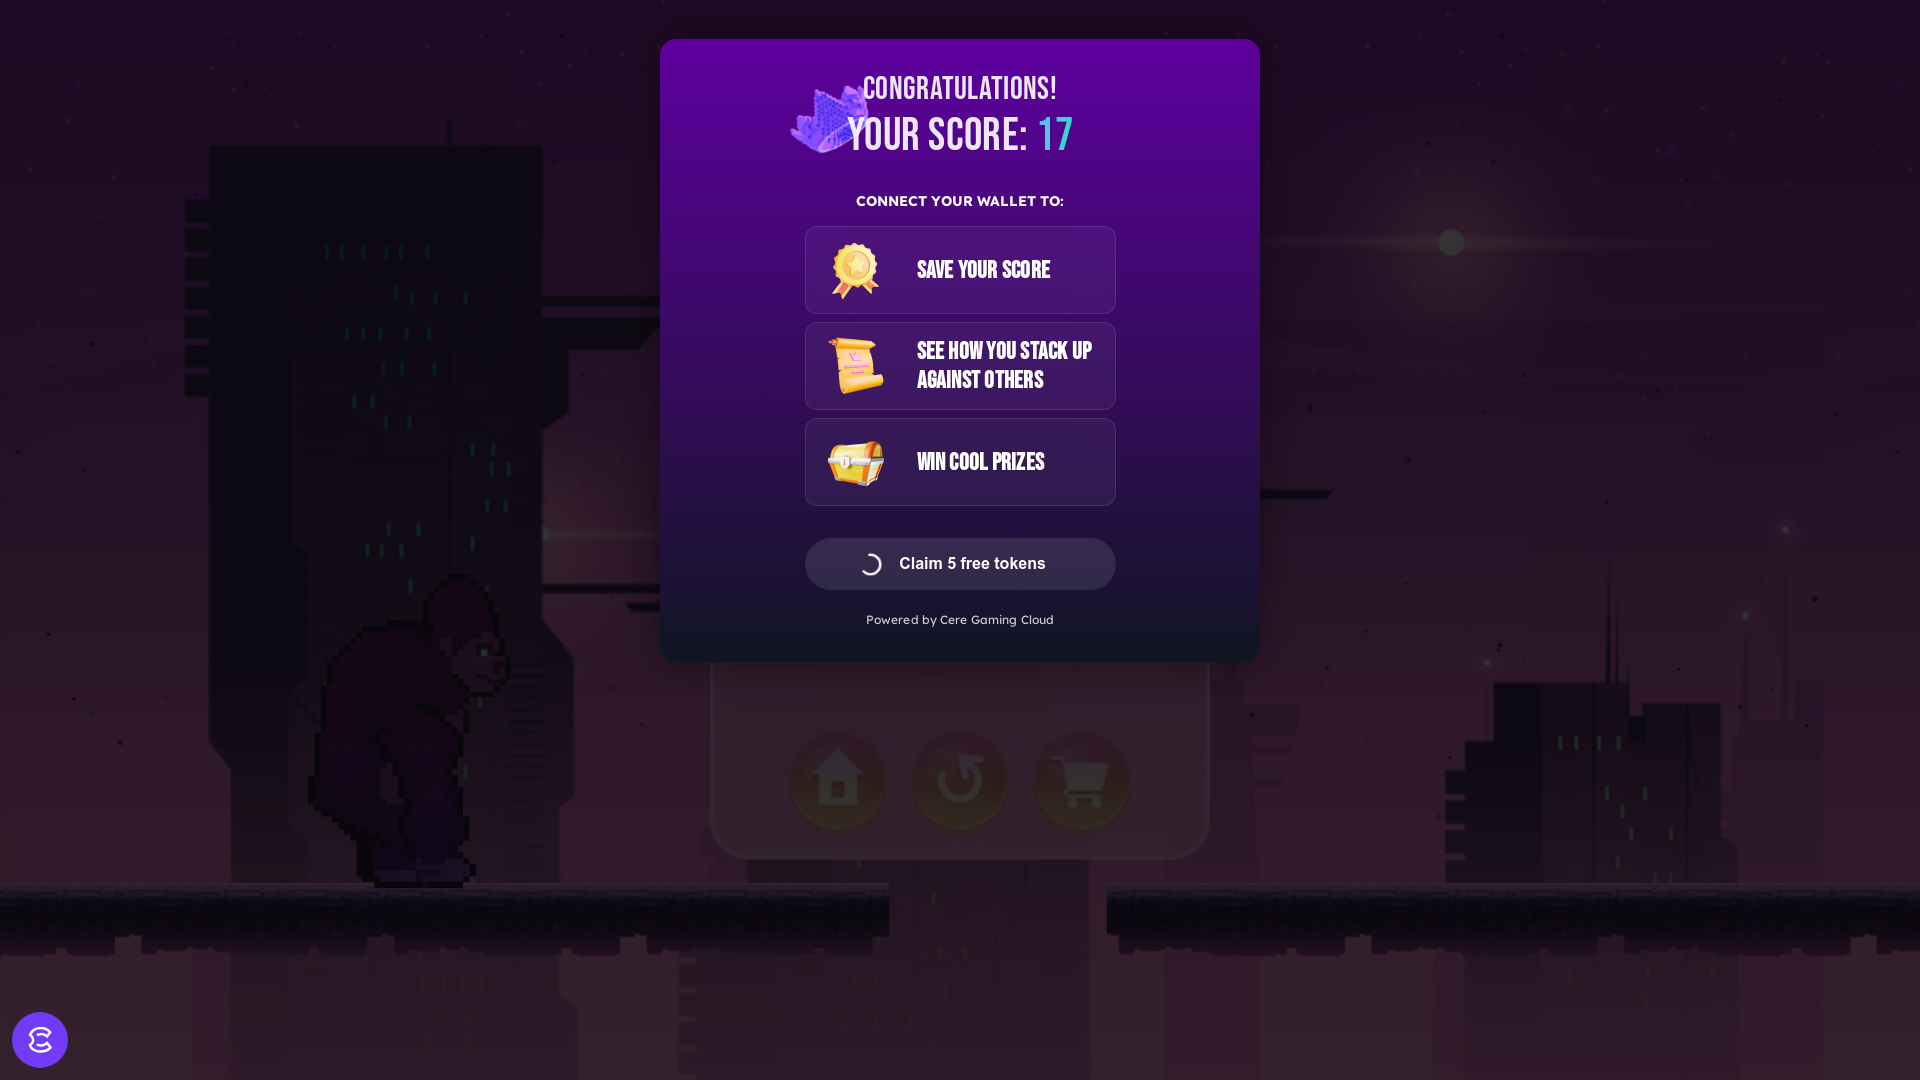 CONGRATULATIONS!
YOUR SCORE: 17
CONNECT YOUR WALLET TO:
SAVE YOUR SCORE
SEE HOW YOU STACK UP
AGAINST OTHERS
WIN COOL PRIZES
Claim 5 free tokens
Powered by Cere Gaming Cloud